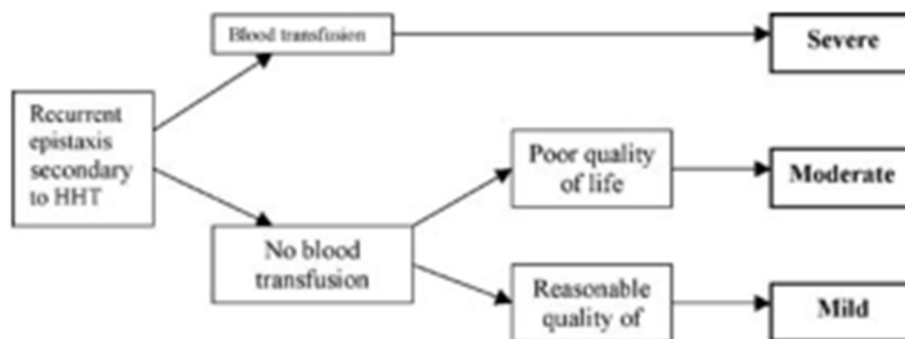 Blood transfusion
Severe
Recurrent
epistaxis
secondary
to HHT
Poor quality
of life
Moderate
No blood
transfusion
Reasonable
quality of
Mild